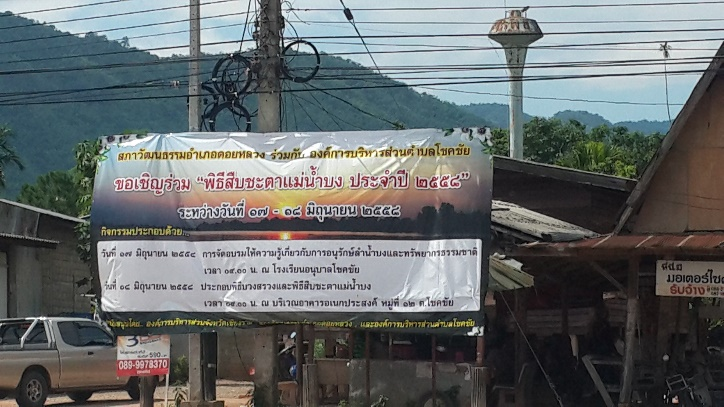 สภาวัฒนธรรมอำเภอดอยหลวง ร่วมกับ องค์การบริหารส่วนตำบลโชคชัย
ขอเชิญร่วม "พิธีสืบชะตาแม่น้ำบง ประจำปี ๒๕๕๘"
ระหว่างวันที่ ๑๗ - ๑๘ มิถุนายน ๒๕๕๘
กิจกรรมประกอบด้วย..
วันที่ ๑๗ มิถุนายน ๒๕๕๘ การจัดอบรมให้ความรู้เกี่ยวกับการอนุรักษ์ลำน้ำบงและทรัพยากรธรรมชาติ
เวลา ๐๙.๐๐ น. ณ โรงเรียนอนุบาลโชคชัย
วันที่ ๑๘ มิถุนายน ๒๕๕๘ ประกอบพิธีบวงสรวงและพิธีสืบชะตาแม่น้ำบง
เวลา ๐๙.๐๐ น. ณ บริเวณอาคารอเนกประสงค์ หมู่ที่ ๑๒ ต.โชคชัย
องค์การบริหารส่วนจังหวัด และองค์การบริหารส่วนตำบลโชคชัย
590.-
089-9978370
มอเตอร์ไซ
รับจ้าง